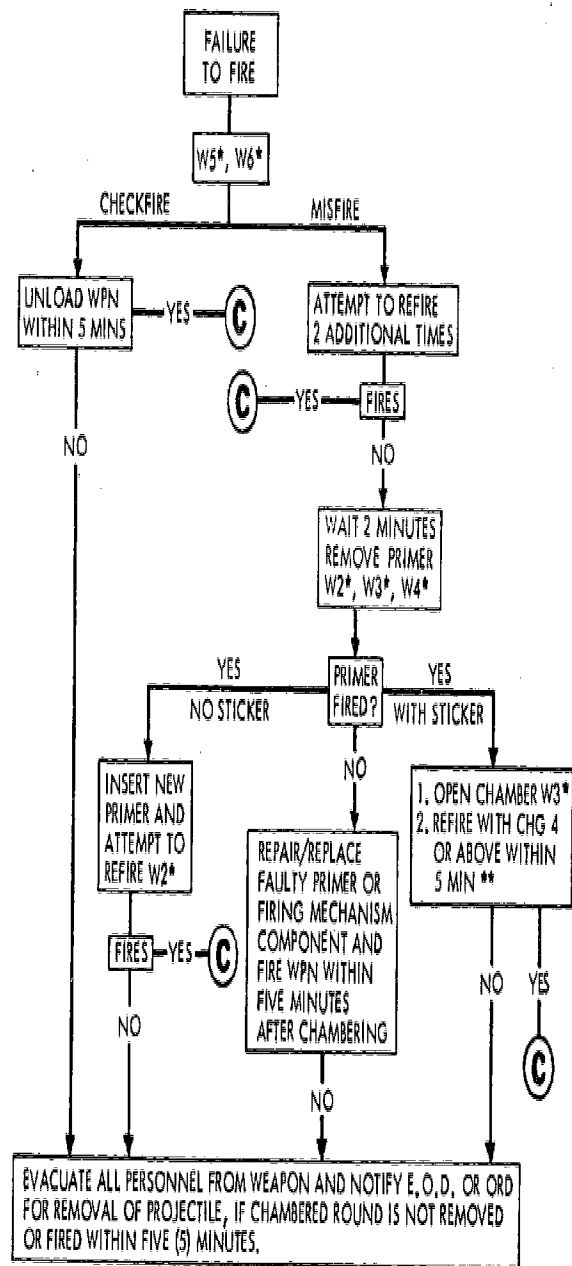 FAILURE
TO FIRE
W5*, W6*
CHECKFIRE
MISFIRE
UNLOAD WPN
WITHIN 5 MINS
YES
C
ATTEMPT TO REFIRE
2 ADDITIONAL TIMES
C
YES
FIRES
NO
NO
WAIT 2 MINUTES
REMOVE PRIMER
W2*, W3*, W4*
YES
NO STICKER
PRIMER
FIRED?
YES
WITH STICKER
NO
INSERT NEW
PRIMER AND
ATTEMPT TO
REFIRE W2*
1. OPEN CHAMBER W3*
2. REFIRE WITH CHG 4
OR ABOVE WITHIN
5 MIN **
REPAIR/REPLACE
FAULTY PRIMER OR
FIRING MECHANISM
COMPONENT AND
FIRE WPN WITHIN
FIVE MINUTES
AFTER CHAMBERING
FIRES
YES
C
NO
NO
YES
C
NO
EVACUATE ALL PERSONNEL FROM WEAPON AND NOTIFY E.O.D. OR ORD
FOR REMOVAL OF PROJECTILE, IF CHAMBERED ROUND IS NOT REMOVED
OR FIRED WITHIN FIVE (5) MINUTES.